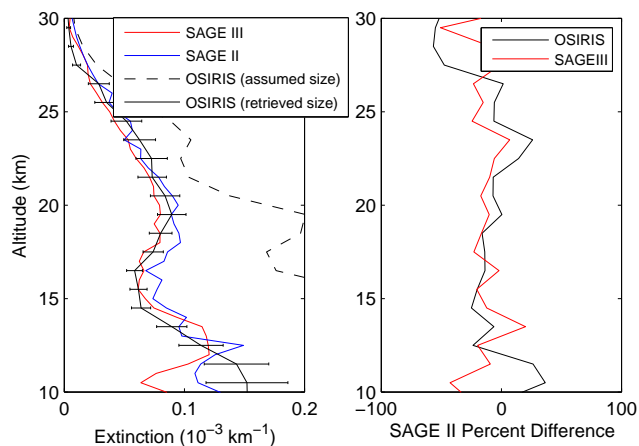 30
25
20
15
10
Altitude (km)
0
0.1
0.2
Extinction (10⁻³ km⁻¹)
SAGE III
SAGE II
OSIRIS (assumed size)
OSIRIS (retrieved size)
30
25
20
15
10
−100
0
100
SAGE II Percent Difference
OSIRIS
SAGEIII